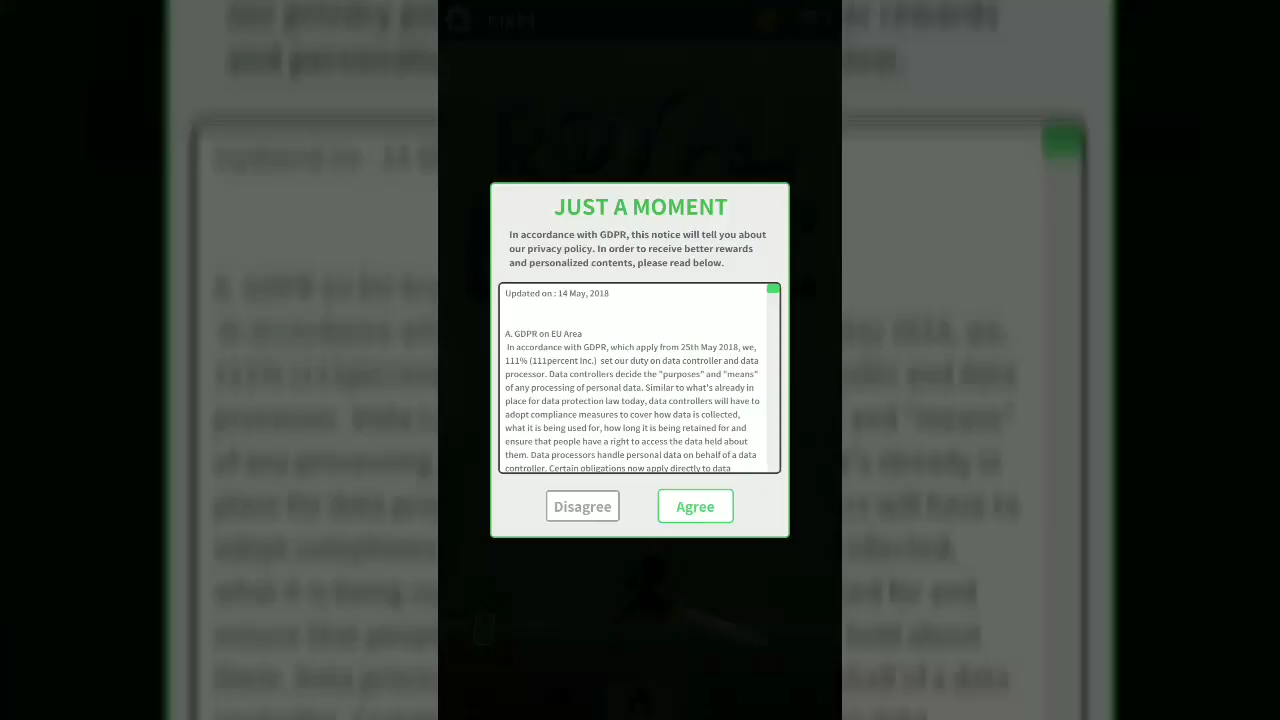 JUST A MOMENT
In accordance with GDPR, this notice will tell you about
our privacy policy. In order to receive better rewards
and personalized contents, please read below.
Updated on : 14 May, 2018
A. GDPR on EU Area
In accordance with GDPR, which apply from 25th May 2018, we,
111% (111percent Inc.) set our duty on data controller and data
processor. Data controllers decide the "purposes" and "means"
of any processing of personal data. Similar to what's already in
place for data protection law today, data controllers will have to
adopt compliance measures to cover how data is collected,
what it is being used for, how long it is being retained for and
ensure that people have a right to access the data held about
them. Data processors handle personal data on behalf of a data
controller. Certain obligations now apply directly to data
Disagree
Agree